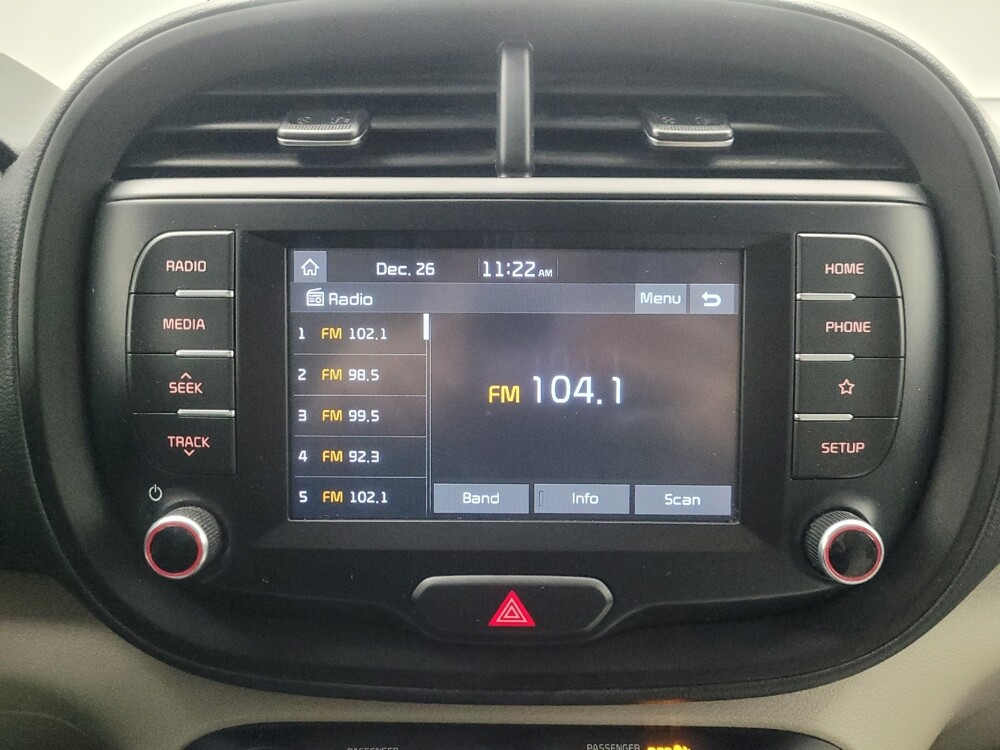 RADIO
MEDIA
SEEK
TRACK
Dec. 26 11:22 AM
Radio Menu
1 FM 102.1
2 FM 98.5
3 FM 99.5
4 FM 92.3
5 FM 102.1
FM 104.1
Band Info Scan
HOME
PHONE
SETUP
PASSENGER
PASSENGER